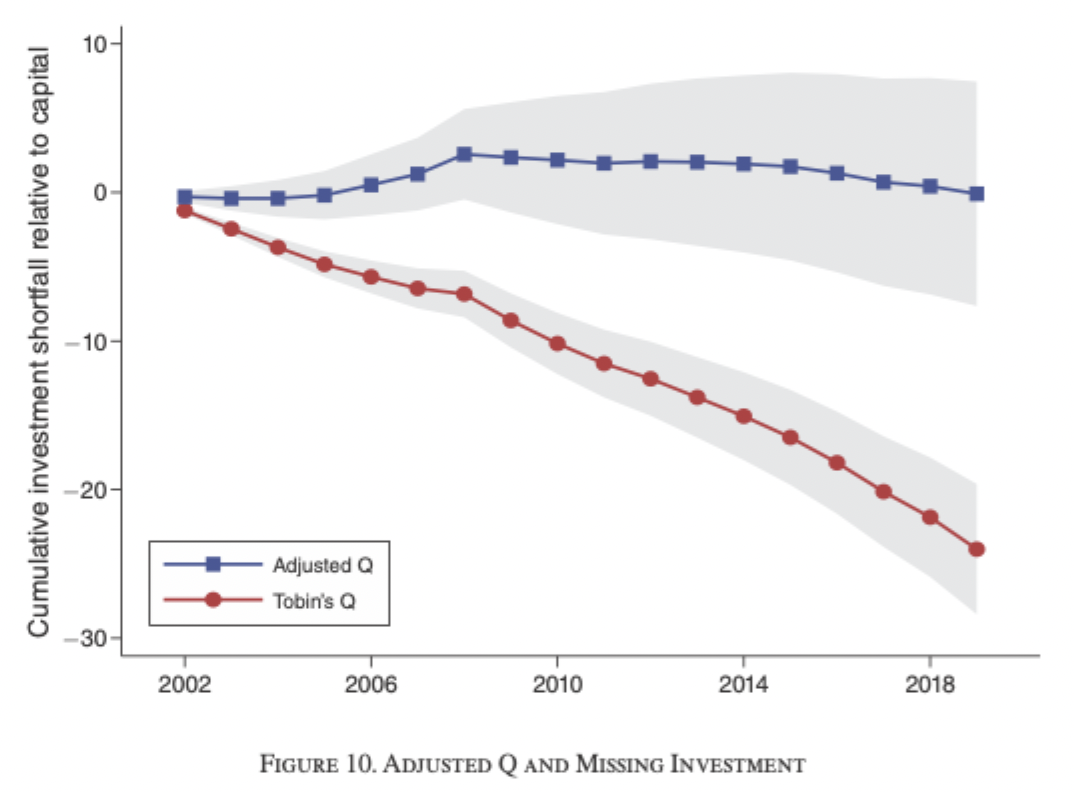 Cumulative investment shortfall relative to capital
10
0
−10
−20
−30
Adjusted Q
Tobin's Q
2002 2006 2010 2014 2018
FIGURE 10. ADJUSTED Q AND MISSING INVESTMENT